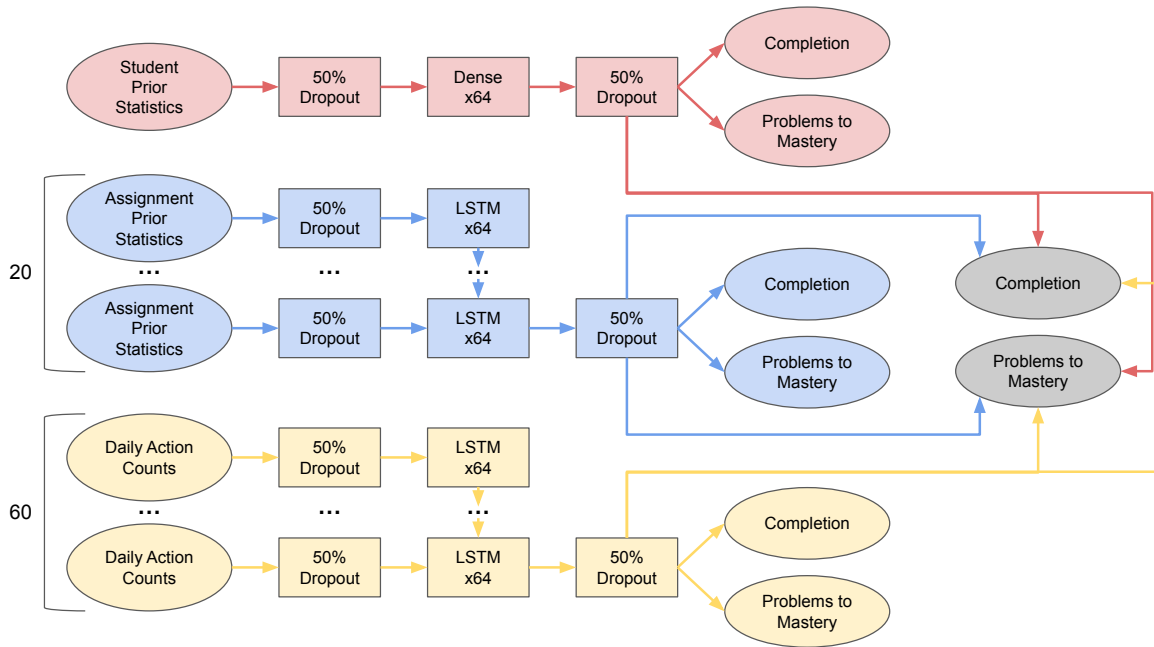 Student
Prior
Statistics
50%
Dropout
Dense
x64
50%
Dropout
Completion
Problems to
Mastery
20
Assignment
Prior
Statistics
50%
Dropout
LSTM
x64
...
...
...
Assignment
Prior
Statistics
50%
Dropout
LSTM
x64
50%
Dropout
Completion
Problems to
Mastery
Completion
Problems to
Mastery
60
Daily Action
Counts
50%
Dropout
LSTM
x64
...
...
...
Daily Action
Counts
50%
Dropout
LSTM
x64
50%
Dropout
Completion
Problems to
Mastery